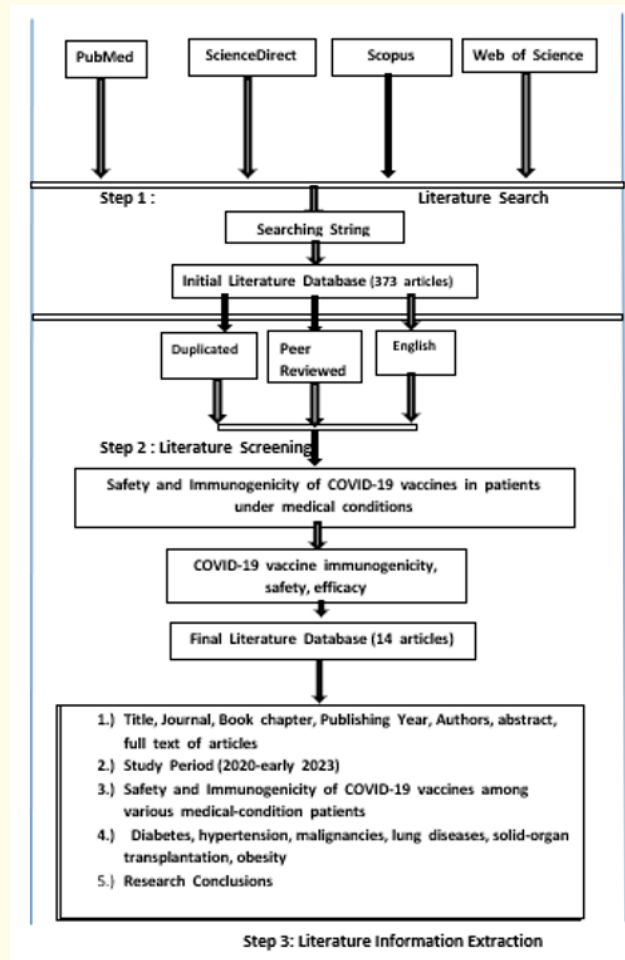 PubMed
ScienceDirect
Scopus
Web of Science
Step 1 :
Literature Search
Searching String
Initial Literature Database (373 articles)
Duplicated
Peer
Reviewed
English
Step 2 : Literature Screening
Safety and Immunogenicity of COVID-19 vaccines in patients
under medical conditions
COVID-19 vaccine immunogenicity,
safety, efficacy
Final Literature Database (14 articles)
1.) Title, Journal, Book chapter, Publishing Year, Authors, abstract,
full text of articles
2.) Study Period (2020-early 2023)
3.) Safety and Immunogenicity of COVID-19 vaccines among
various medical-condition patients
4.) Diabetes, hypertension, malignancies, lung diseases, solid-organ
transplantation, obesity
5.) Research Conclusions
Step 3: Literature Information Extraction